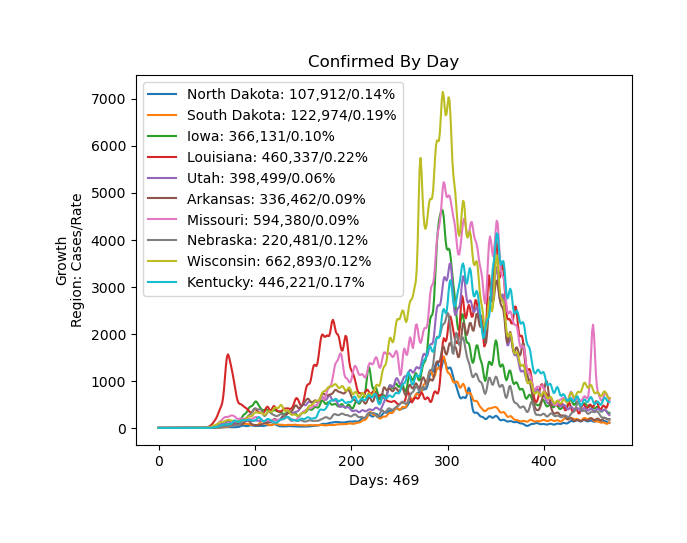 Confirmed By Day
Growth
Region: Cases/Rate
7000
6000
5000
4000
3000
2000
1000
0
North Dakota: 107,912/0.14%
South Dakota: 122,974/0.19%
Iowa: 366,131/0.10%
Louisiana: 460,337/0.22%
Utah: 398,499/0.06%
Arkansas: 336,462/0.09%
Missouri: 594,380/0.09%
Nebraska: 220,481/0.12%
Wisconsin: 662,893/0.12%
Kentucky: 446,221/0.17%
0 100 200 300 400
Days: 469